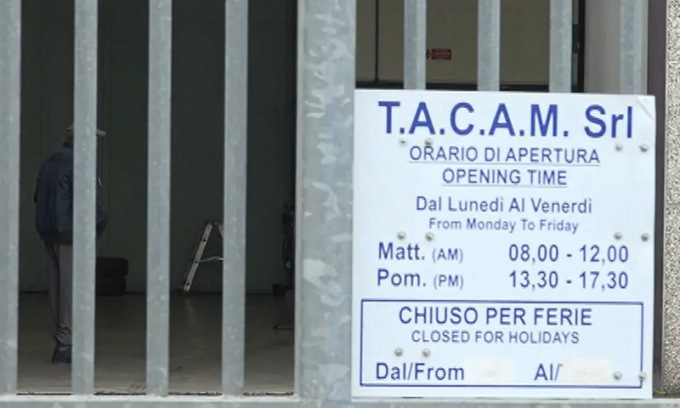 T.A.C.A.M. Srl
ORARIO DI APERTURA
OPENING TIME
Dal Lunedì Al Venerdì
From Monday To Friday
Matt. (AM) 08,00 - 12,00
Pom. (PM) 13,30 - 17,30
CHIUSO PER FERIE
CLOSED FOR HOLIDAYS
Dal/From Al/